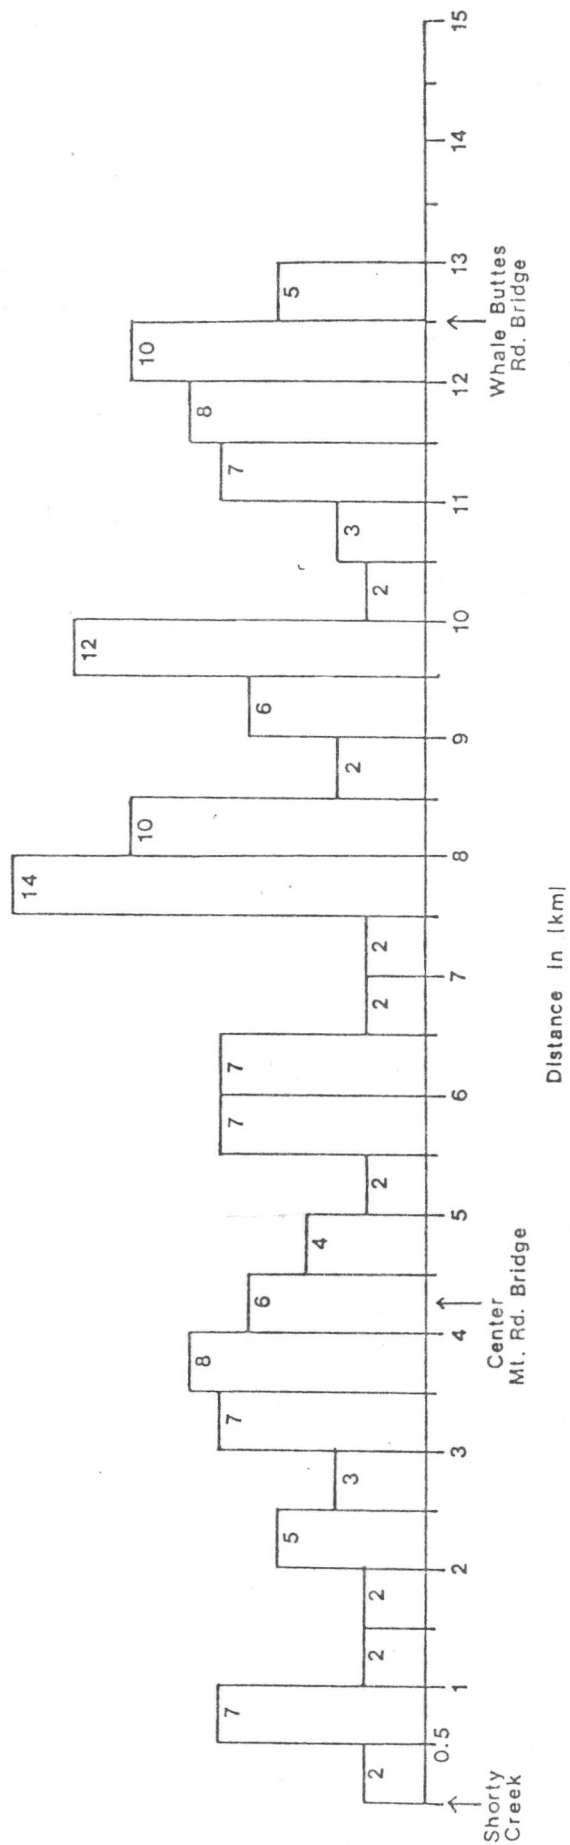 2 7 2 2 5 3 7 8 6 4 2 7 7 2 2 14 10 2 6 12 2 3 7 8 10 5
0.5 1 2 3 4 5 6 7 8 9 10 11 12 13 14 15
Shorty
Creek
Center
Mt. Rd. Bridge
Whale Buttes
Rd. Bridge
Distance in (km)